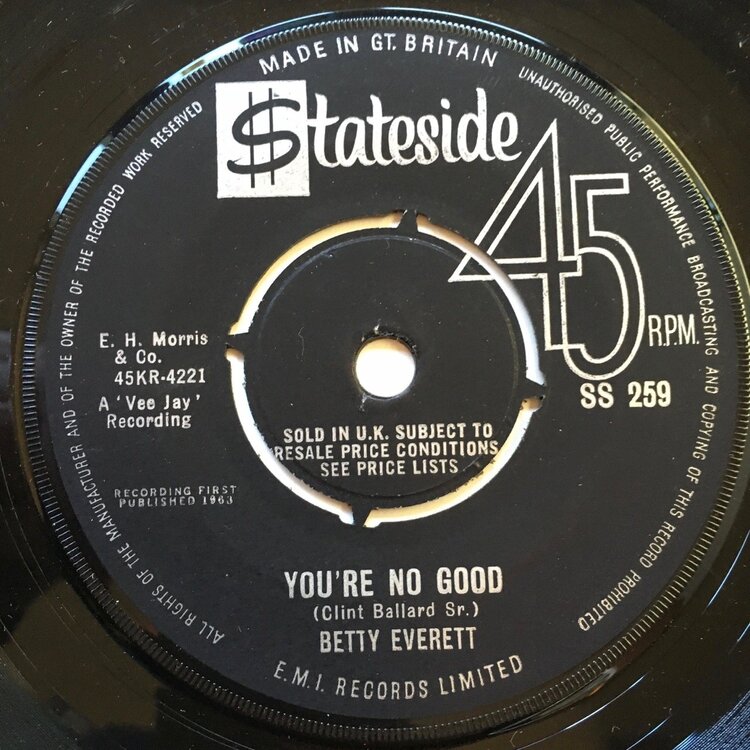 MADE IN GT. BRITAIN
UNAUTHORISED PUBLIC PERFORMANCE BROADCASTING AND COPYING OF THIS RECORD PROHIBITED
ALL RIGHTS OF THE MANUFACTURER AND OF THE OWNER OF THE RECORDED WORK RESERVED
$tateside
45
R.P.M.
SS 259
E. H. Morris
& Co.
45KR-4221
A 'Vee Jay'
Recording
SOLD IN U.K. SUBJECT TO
RESALE PRICE CONDITIONS
SEE PRICE LISTS
RECORDING FIRST
PUBLISHED 1963
YOU'RE NO GOOD
(Clint Ballard Sr.)
BETTY EVERETT
E.M.I. RECORDS LIMITED